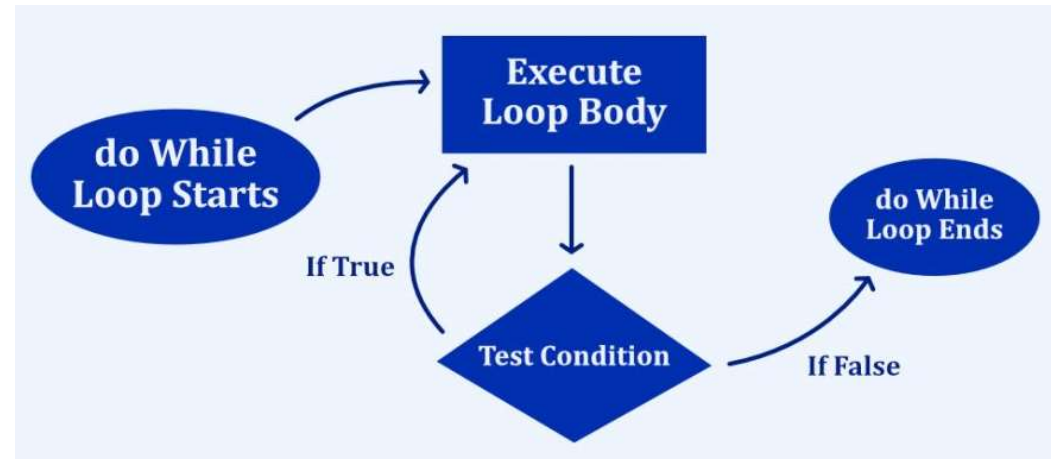 do While
Loop Starts
Execute
Loop Body
If True
Test Condition
do While
Loop Ends
If False